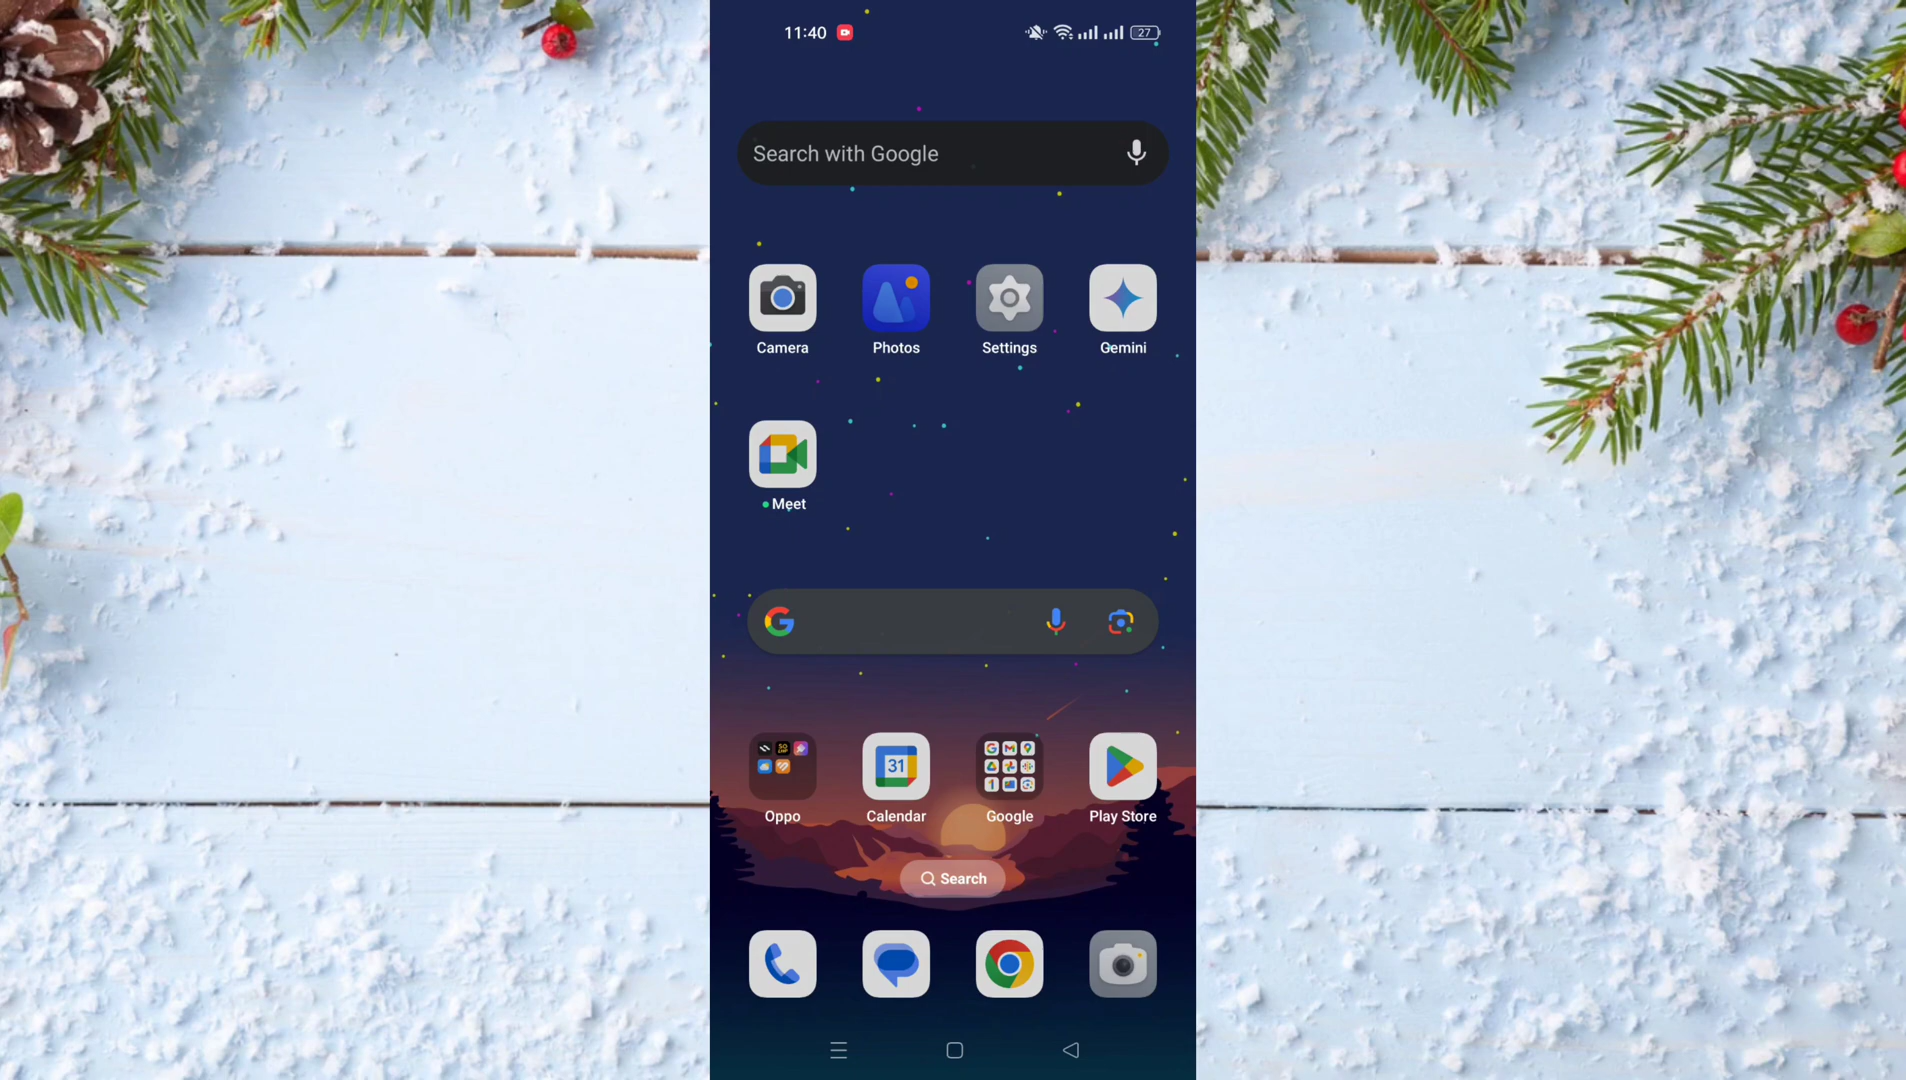 11:40
27
Search with Google
Camera Photos Settings Gemini
Meet
Oppo Calendar Google Play Store
31
Search